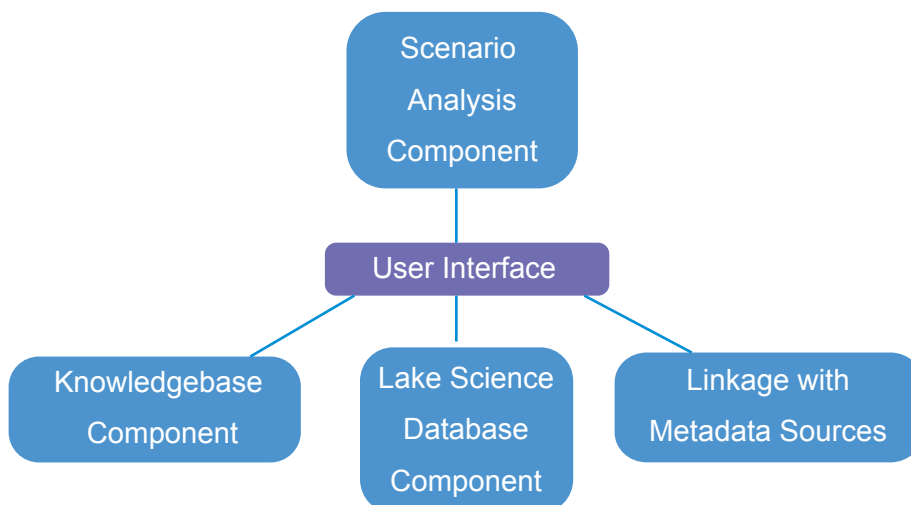 Scenario
Analysis
Component
User Interface
Knowledgebase
Component
Lake Science
Database
Component
Linkage with
Metadata Sources